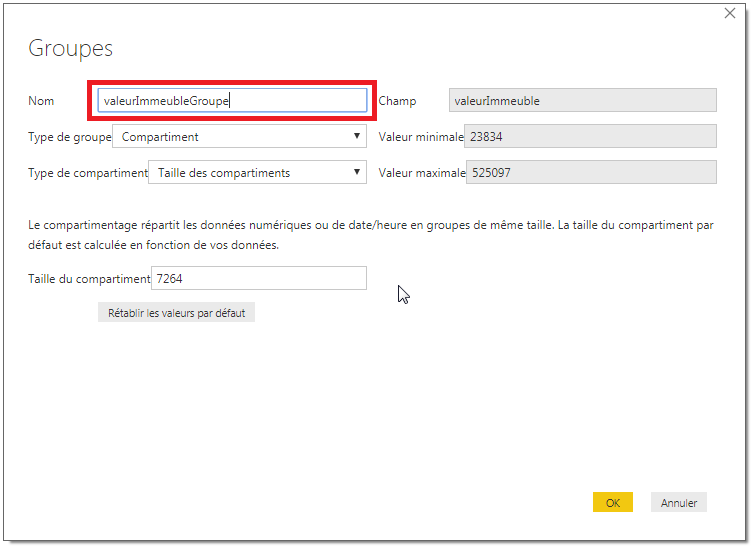 Groupes
Nom valeurImmeubleGroupe Champ valeurImmeuble
Type de groupe Compartiment Valeur minimale 23834
Type de compartiment Taille des compartiments Valeur maximale 525097
Le compartimentage répartit les données numériques ou de date/heure en groupes de même taille. La taille du compartiment par
défaut est calculée en fonction de vos données.
Taille du compartiment 7264
Rétablir les valeurs par défaut
OK Annuler